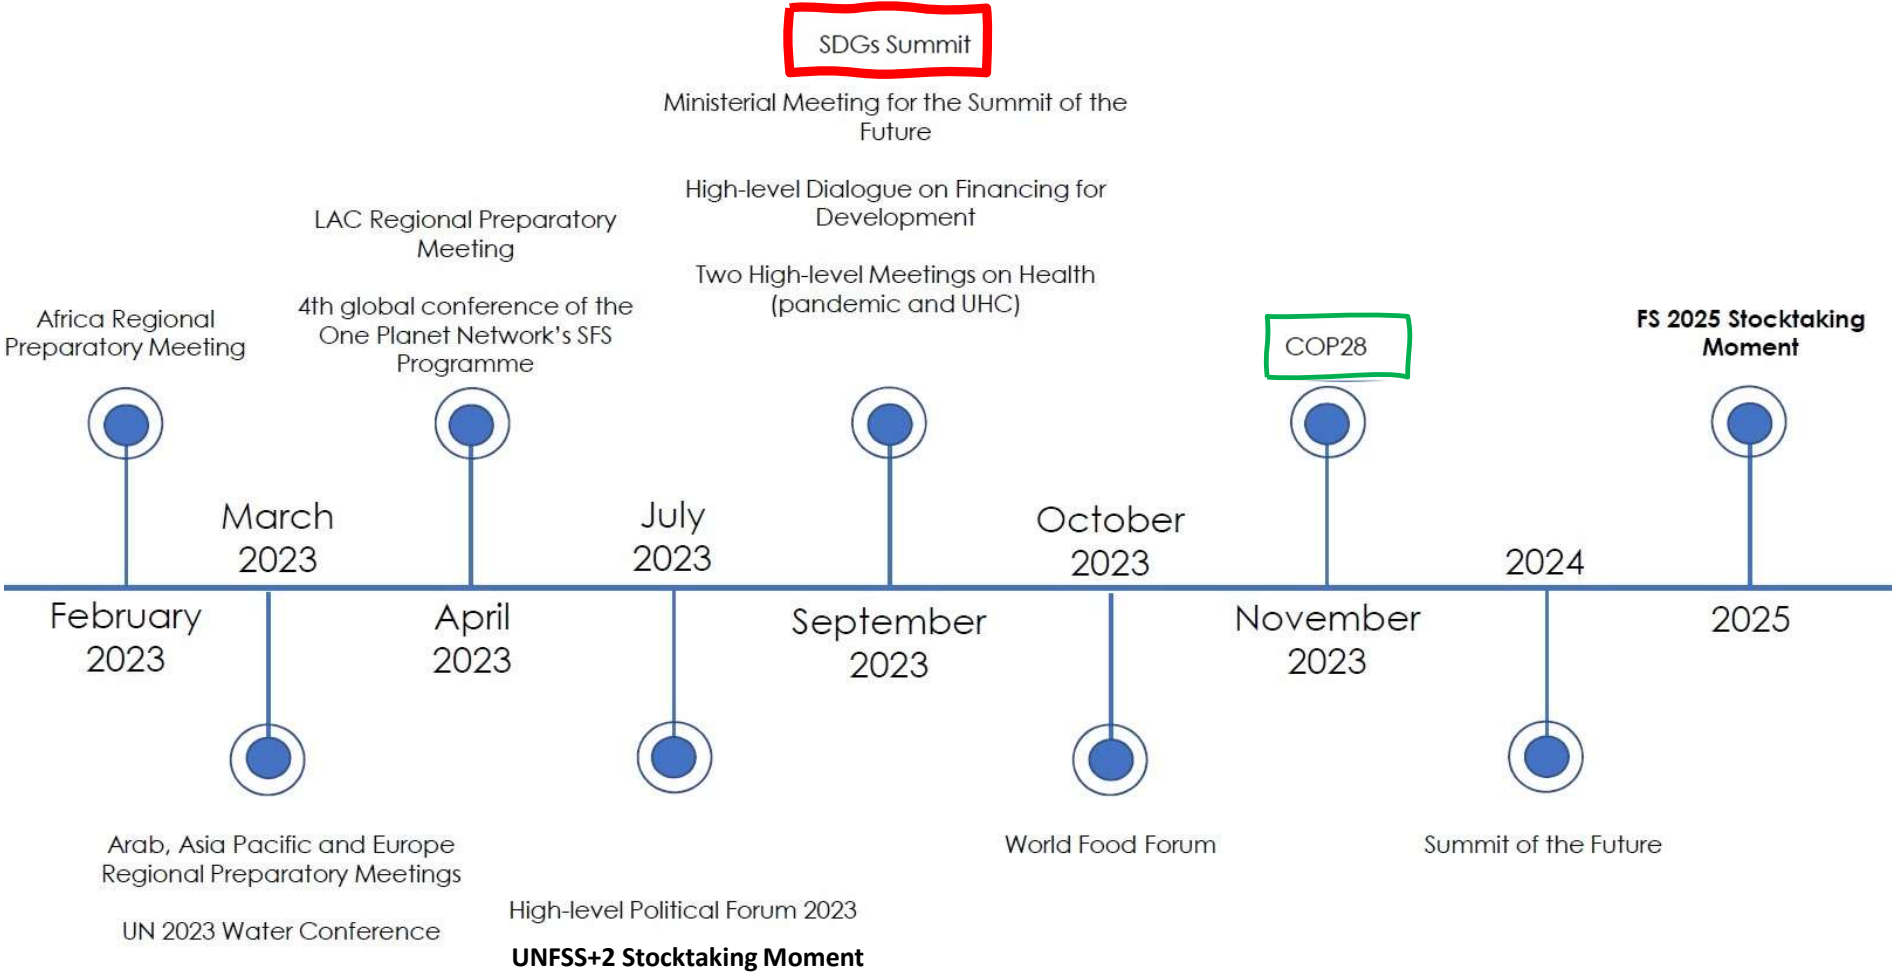 SDGs Summit
Ministerial Meeting for the Summit of the
Future
High-level Dialogue on Financing for
Development
Two High-level Meetings on Health
(pandemic and UHC)
LAC Regional Preparatory
Meeting
4th global conference of the
One Planet Network's SFS
Programme
Africa Regional
Preparatory Meeting
COP28
FS 2025 Stocktaking
Moment
March
2023
July
2023
October
2023
2024
February
2023
April
2023
September
2023
November
2023
2025
Arab, Asia Pacific and Europe
Regional Preparatory Meetings
UN 2023 Water Conference
High-level Political Forum 2023
UNFSS+2 Stocktaking Moment
World Food Forum
Summit of the Future